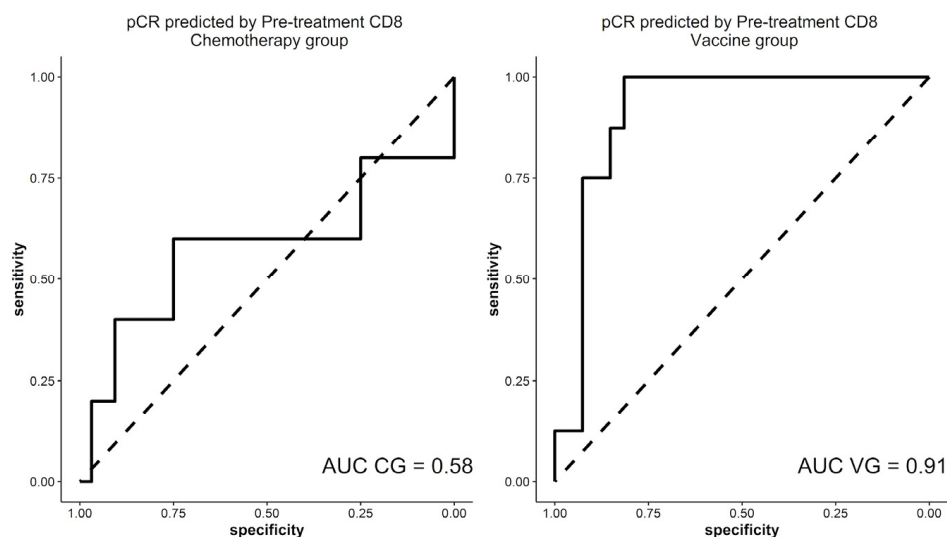 pCR predicted by Pre-treatment CD8
Chemotherapy group
1.00
0.75
0.50
0.25
0.00
sensitivity
AUC CG = 0.58
1.00
0.75
0.50
0.25
0.00
specificity
pCR predicted by Pre-treatment CD8
Vaccine group
1.00
0.75
0.50
0.25
0.00
sensitivity
AUC VG = 0.91
1.00
0.75
0.50
0.25
0.00
specificity